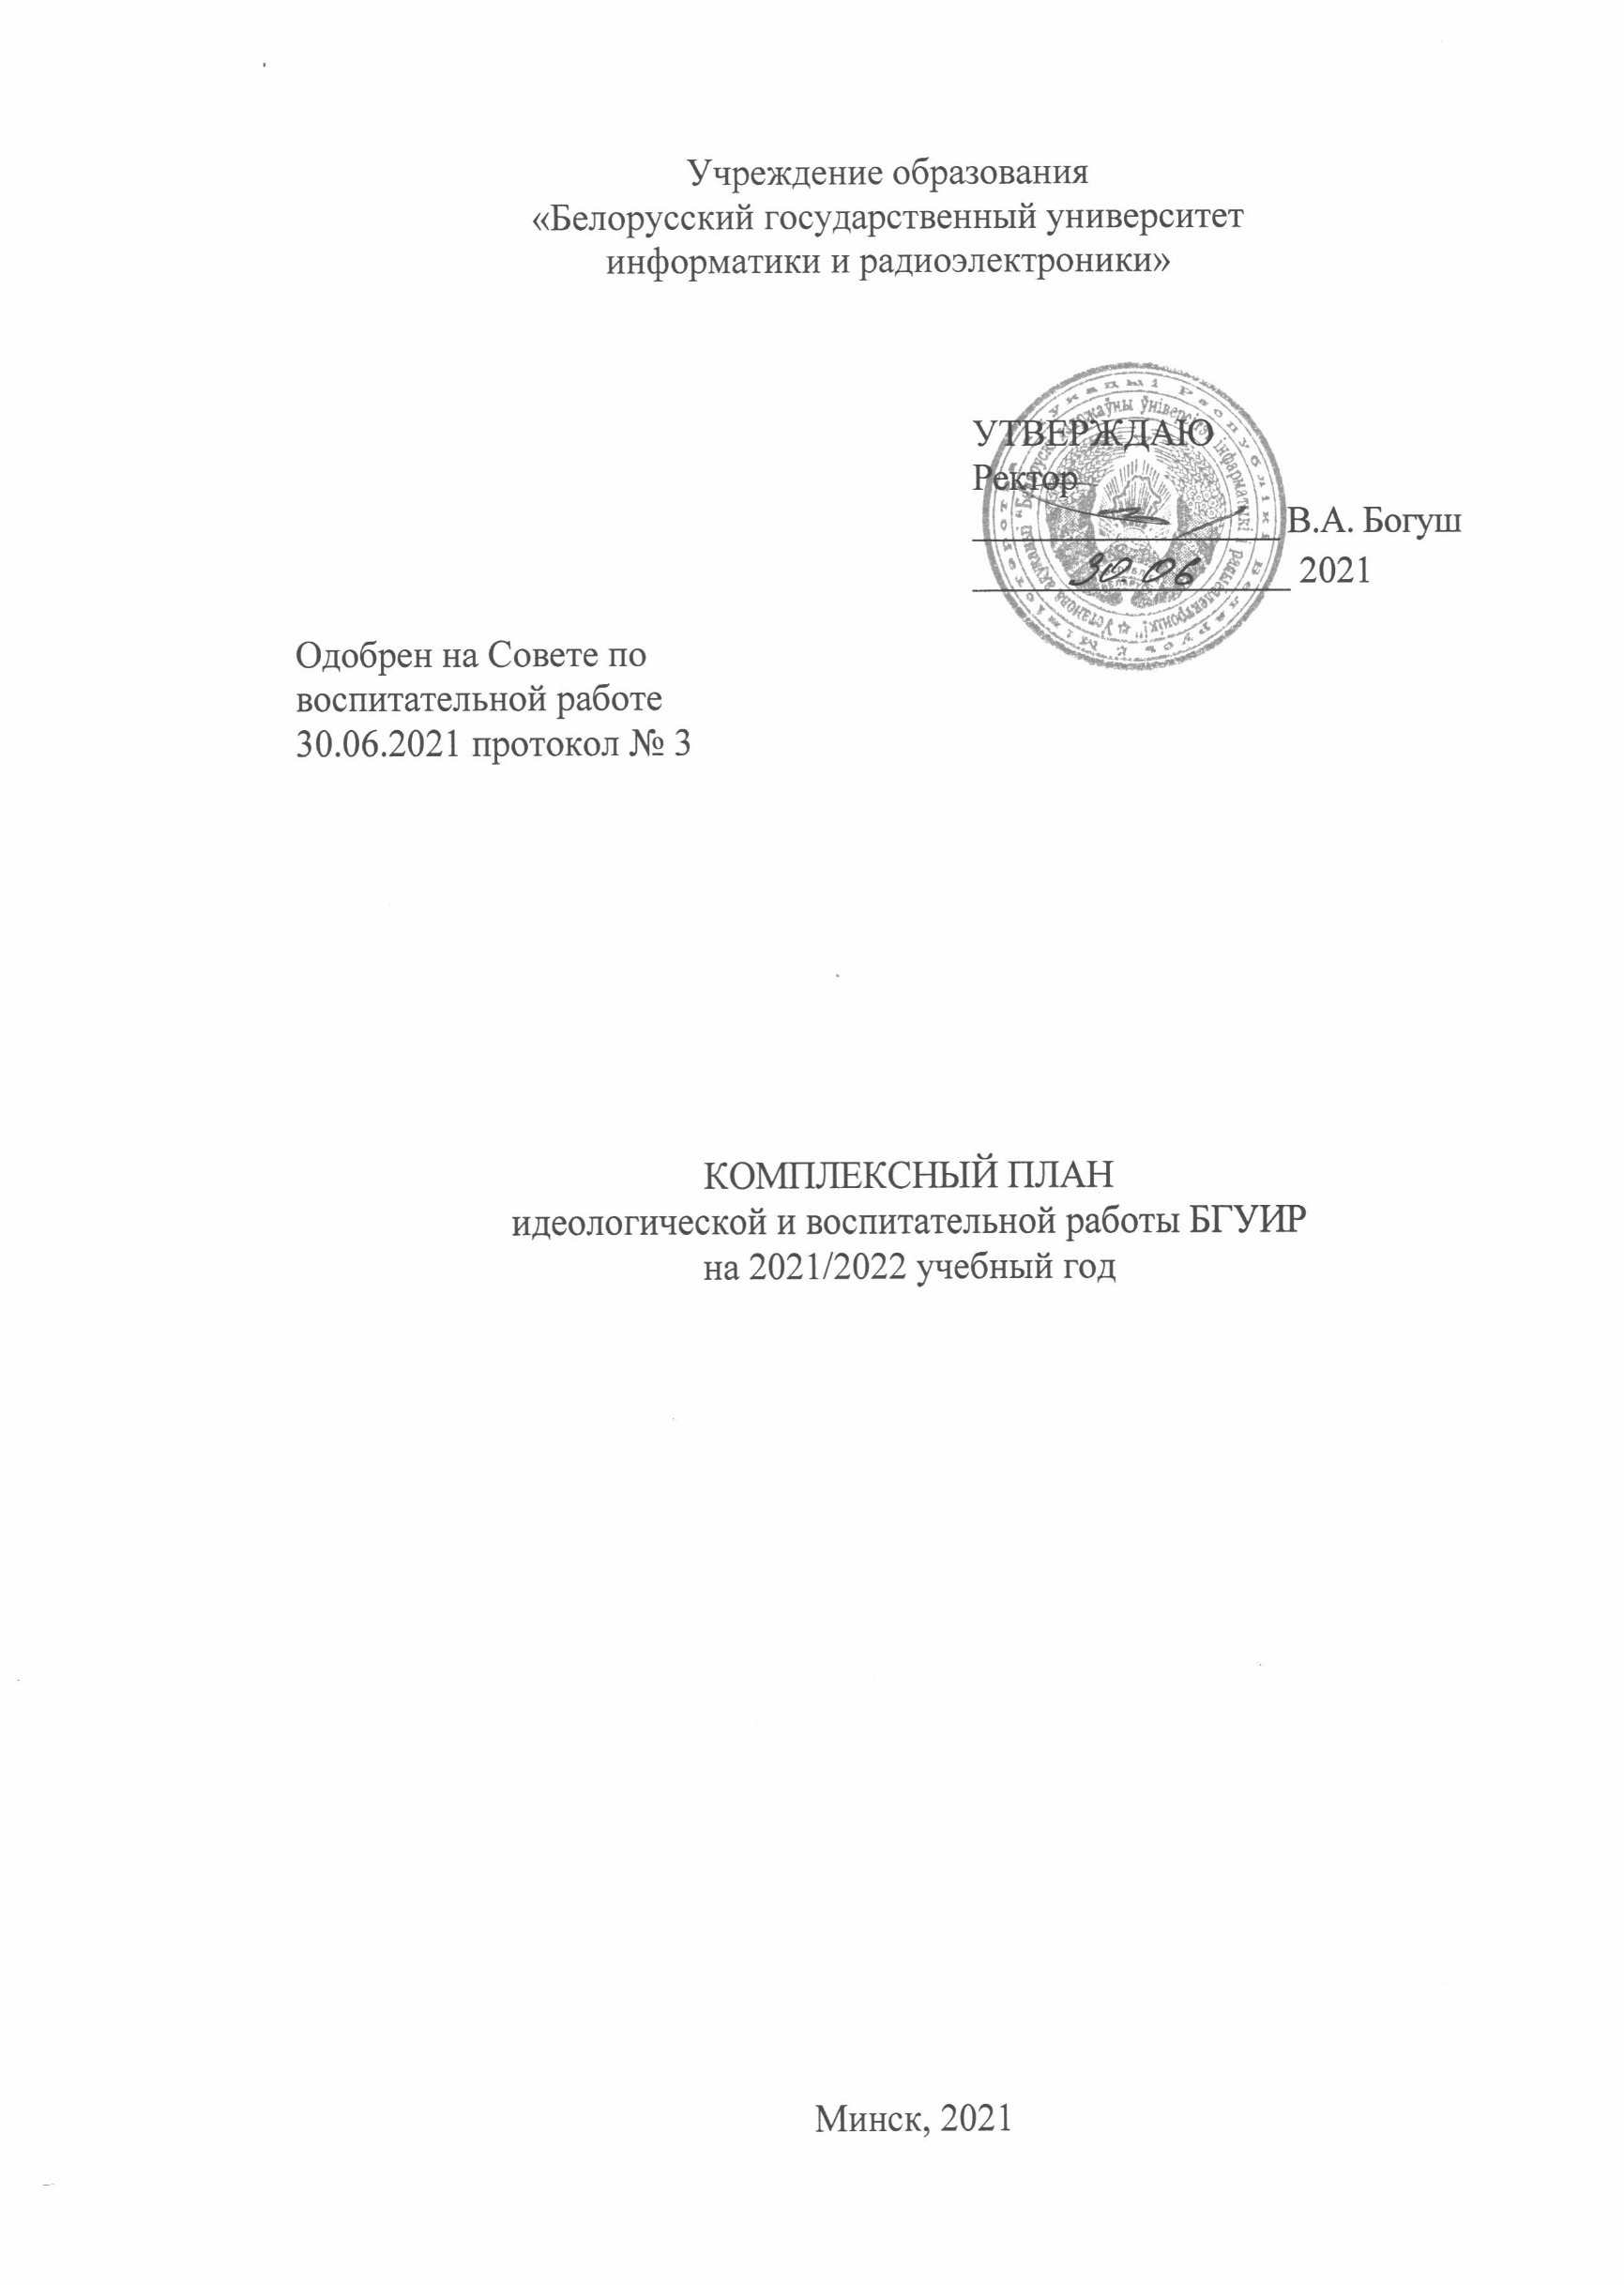 Учреждение образования
«Белорусский государственный университет
информатики и радиоэлектроники»
УТВЕРЖДАЮ
Ректор
В.А. Богуш
30.06 2021
Одобрен на Совете по
воспитательной работе
30.06.2021 протокол № 3
КОМПЛЕКСНЫЙ ПЛАН
идеологической и воспитательной работы БГУИР
на 2021/2022 учебный год
Минск, 2021